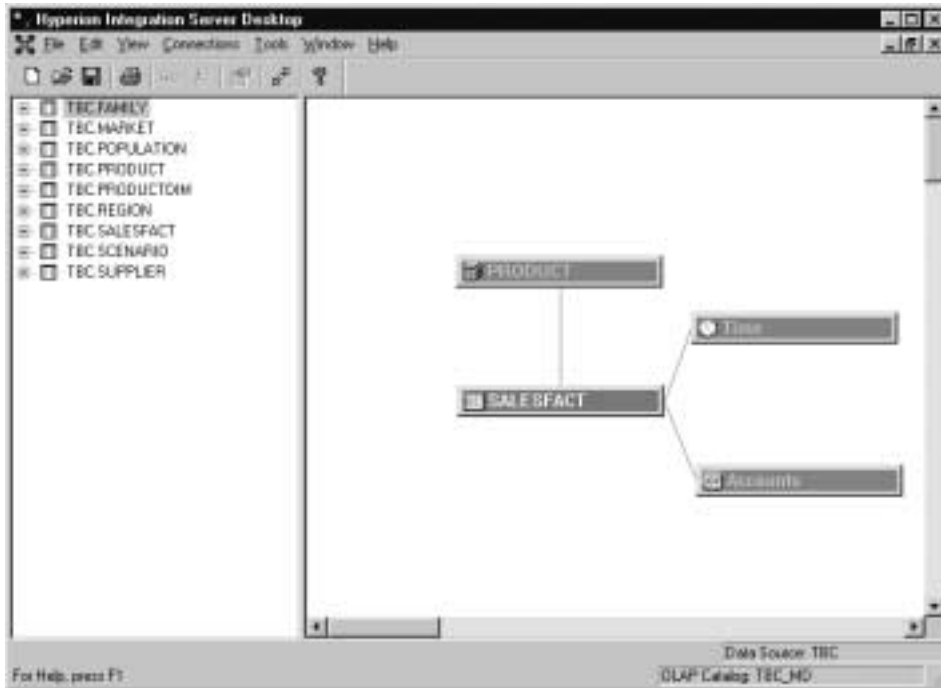 *, Hyperion Integration Server Desktop
File Edit View Connections Tools Window Help
TBC.FAMILY
TBC.MARKET
TBC.POPULATION
TBC.PRODUCT
TBC.PRODUCTDIM
TBC.REGION
TBC.SALESFACT
TBC.SCENARIO
TBC.SUPPLIER
PRODUCT
Time
SALESFACT
Accounts
Data Source: TBC
For Help, press F1
OLAP Catalog: TBC_MD